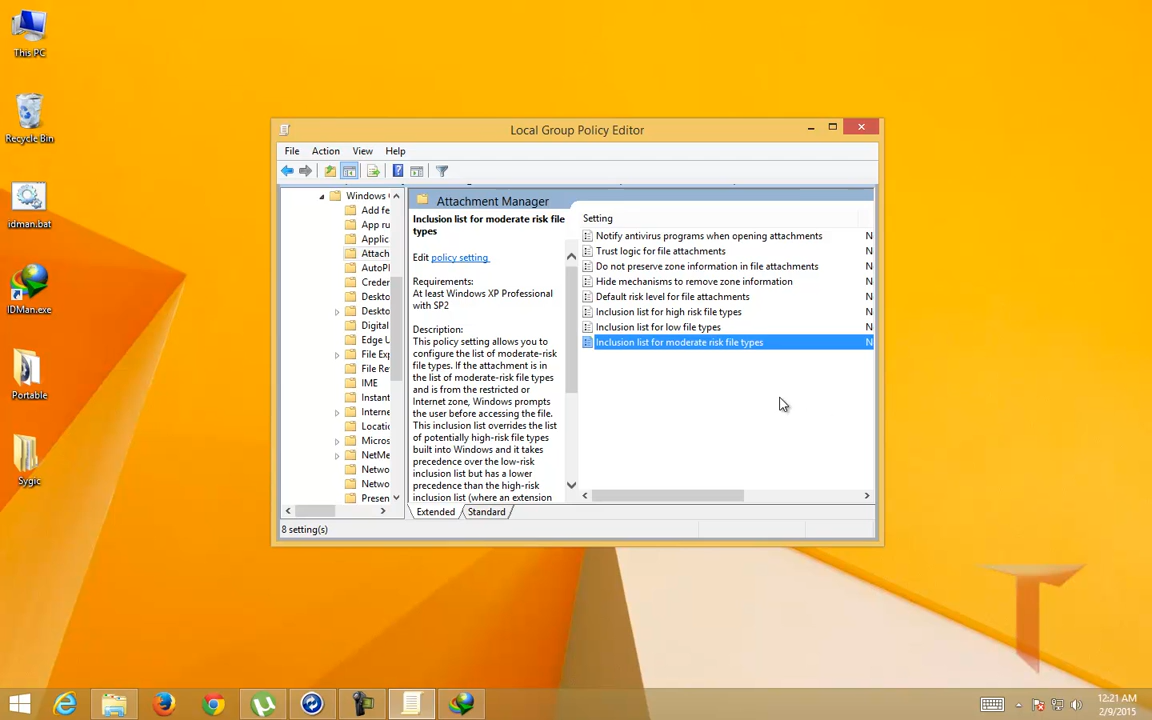 This PC
Recycle Bin
idman.bat
IDMan.exe
Portable
Sygic
Local Group Policy Editor
File Action View Help
Windows
Add fe
App ru
Applic
Attach
AutoPl
Creder
Deskto
Deskto
Digital
Edge U
File Exp
File Re
IME
Instant
Interne
Locatio
Micros
NetMe
Netwo
Netwo
Presen
Attachment Manager
Inclusion list for moderate risk file
types
Edit policy setting
Requirements:
At least Windows XP Professional
with SP2
Description:
This policy setting allows you to
configure the list of moderate-risk
file types. If the attachment is in
the list of moderate-risk file types
and is from the restricted or
Internet zone, Windows prompts
the user before accessing the file.
This inclusion list overrides the list
of potentially high-risk file types
built into Windows and it takes
precedence over the low-risk
inclusion list but has a lower
precedence than the high-risk
inclusion list (where an extension
Setting
Notify antivirus programs when opening attachments N
Trust logic for file attachments N
Do not preserve zone information in file attachments N
Hide mechanisms to remove zone information N
Default risk level for file attachments N
Inclusion list for high risk file types N
Inclusion list for low file types N
Inclusion list for moderate risk file types N
Extended Standard
8 setting(s)
12:21 AM
2/9/2015